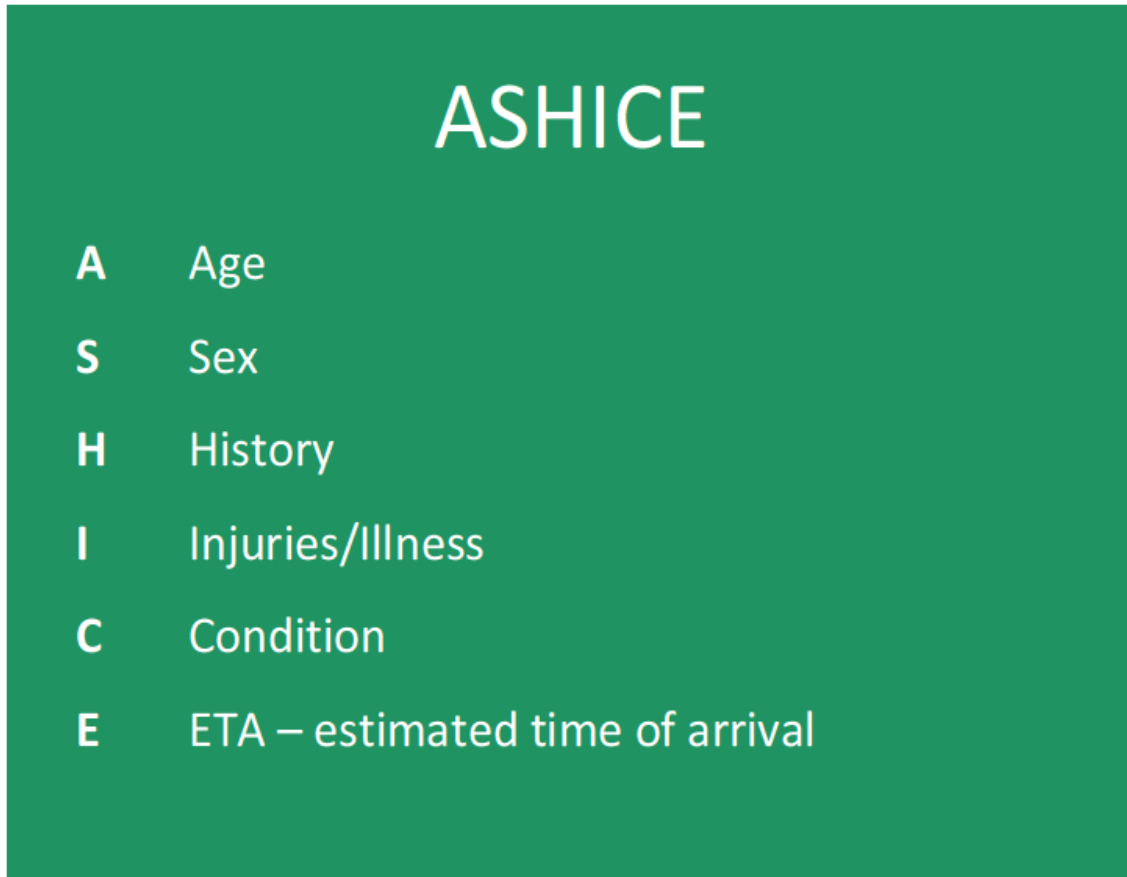 ASHICE
A Age
S Sex
H History
I Injuries/Illness
C Condition
E ETA – estimated time of arrival